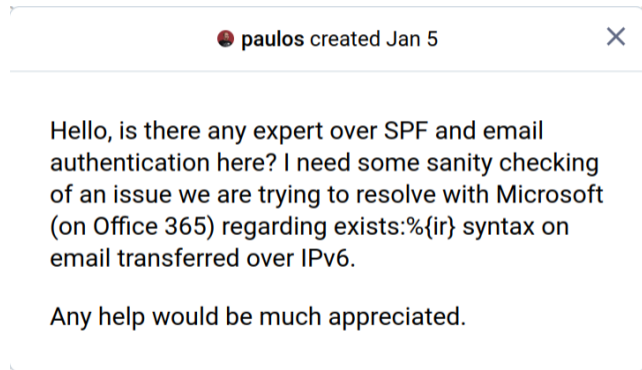 paulos created Jan 5
Hello, is there any expert over SPF and email
authentication here? I need some sanity checking
of an issue we are trying to resolve with Microsoft
(on Office 365) regarding exists:%{ir} syntax on
email transferred over IPv6.
Any help would be much appreciated.